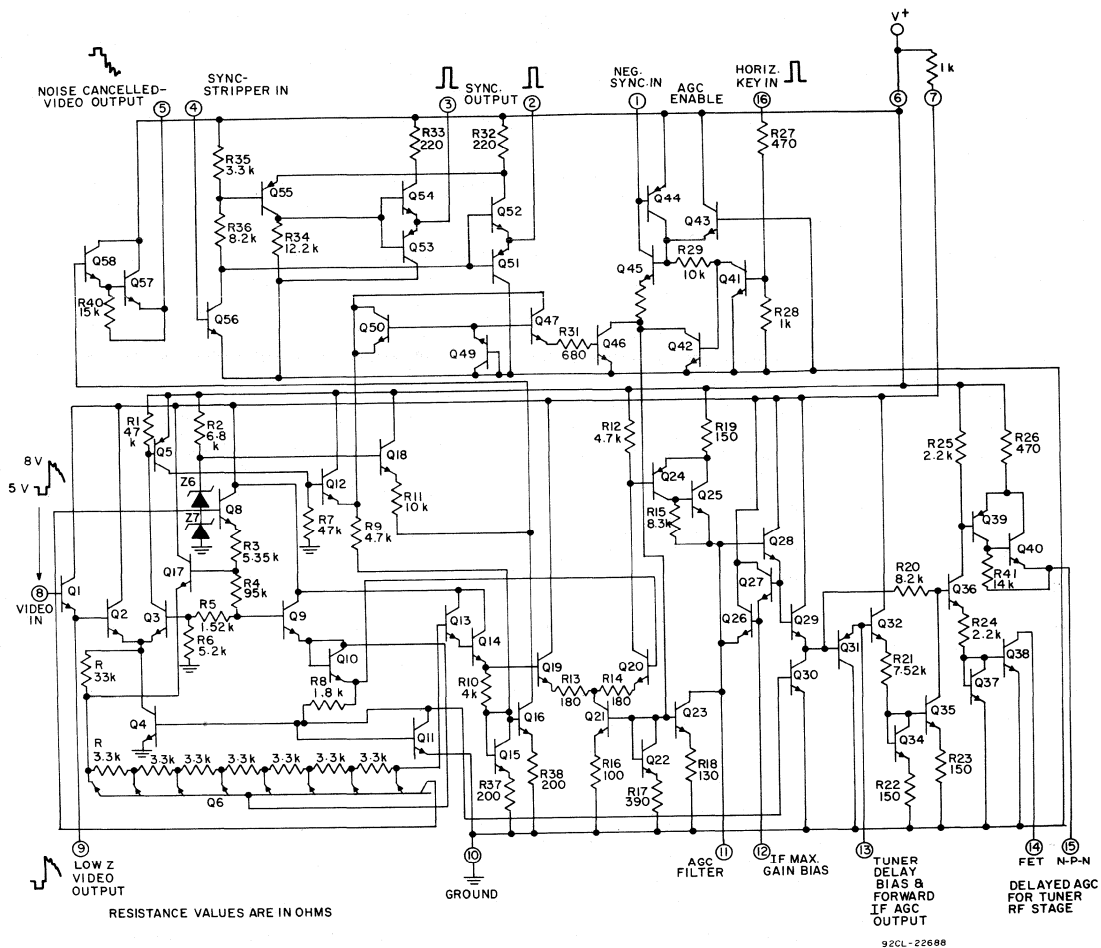 V+
1k
NOISE CANCELLED-
VIDEO OUTPUT
5
SYNC-
STRIPPER IN
4
SYNC.
OUTPUT
3
2
NEG.
SYNC. IN
1
AGC
ENABLE
HORIZ.
KEY IN
16
6
7
R35
3.3k
R33
220
R32
220
R27
470
Q55
Q54
Q44
Q52
Q43
R36
8.2k
R34
12.2k
Q53
R29
10k
Q58
Q57
Q51
Q45
Q41
R40
15k
Q56
R28
1k
Q50
Q47
R31
680
Q46
Q42
Q49
R1
47
k
R2
6.8
k
Q5
Q18
R12
4.7k
R19
150
R25
2.2k
R26
470
8V
5V
Z6
Q8
Q12
Q24
Q25
R11
10k
R7
47k
R9
4.7k
R15
8.3k
Q39
Z7
R3
5.35k
Q28
Q40
Q17
R4
95k
Q27
R20
8.2k
R41
14k
8
VIDEO
IN
Q1
Q2
Q3
R5
1.52k
Q9
Q13
Q14
Q26
Q29
Q32
Q36
R6
5.2k
Q10
Q31
R24
2.2k
R
33k
R8
1.8k
R10
4k
Q19
R13
180
R14
180
Q20
Q30
R21
7.52k
Q38
Q37
Q4
Q11
Q16
Q21
Q23
Q35
Q15
Q22
Q34
R
3.3k
3.3k
3.3k
3.3k
3.3k
3.3k
3.3k
R37
200
R38
200
R16
100
R17
390
R18
130
R23
150
R22
150
Q6
9
LOW Z
VIDEO
OUTPUT
10
GROUND
11
AGC
FILTER
12
IF MAX.
GAIN BIAS
13
TUNER
DELAY
BIAS &
FORWARD
IF AGC
OUTPUT
14
FET
15
N-P-N
DELAYED AGC
FOR TUNER
RF STAGE
RESISTANCE VALUES ARE IN OHMS
92CL-22688